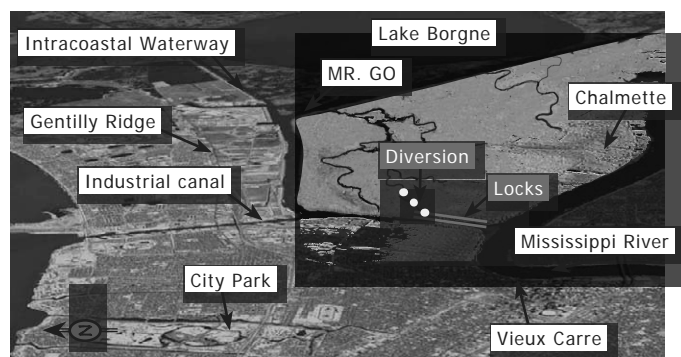 Lake Borgne
Intracoastal Waterway
MR. GO
Chalmette
Gentilly Ridge
Diversion
Industrial canal
Locks
Mississippi River
City Park
N
Vieux Carre